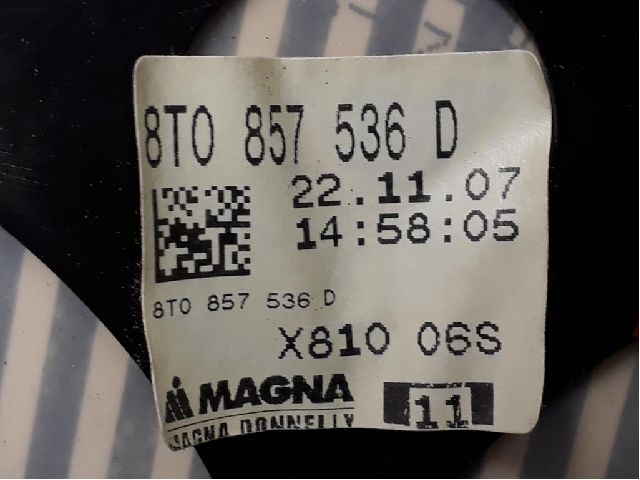 8T0 857 536 D
22.11.07
14:58:05
8T0 857 536 D
X810 06S
MAGNA
MAGNA DONNELLY
11